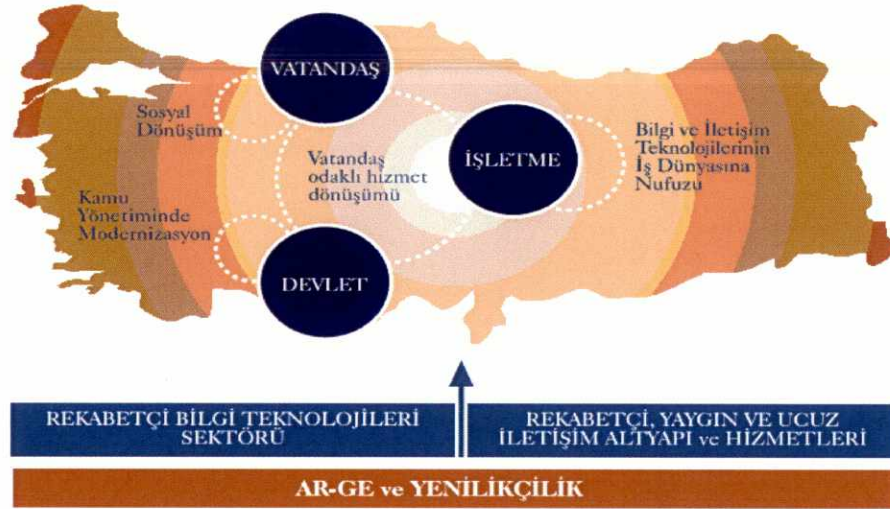 VATANDAŞ
Sosyal
Dönüşüm
Vatandaş
odaklı hizmet
dönüşümü
İŞLETME
Bilgi ve İletişim
Teknolojilerinin
İş Dünyasına
Nufuzu
Kamu
Yönetiminde
Modernizasyon
DEVLET
REKABETÇİ BİLGİ TEKNOLOJİLERİ
SEKTÖRÜ
REKABETÇİ, YAYGIN VE UCUZ
İLETİŞİM ALTYAPI ve HİZMETLERİ
AR-GE ve YENİLİKÇİLİK